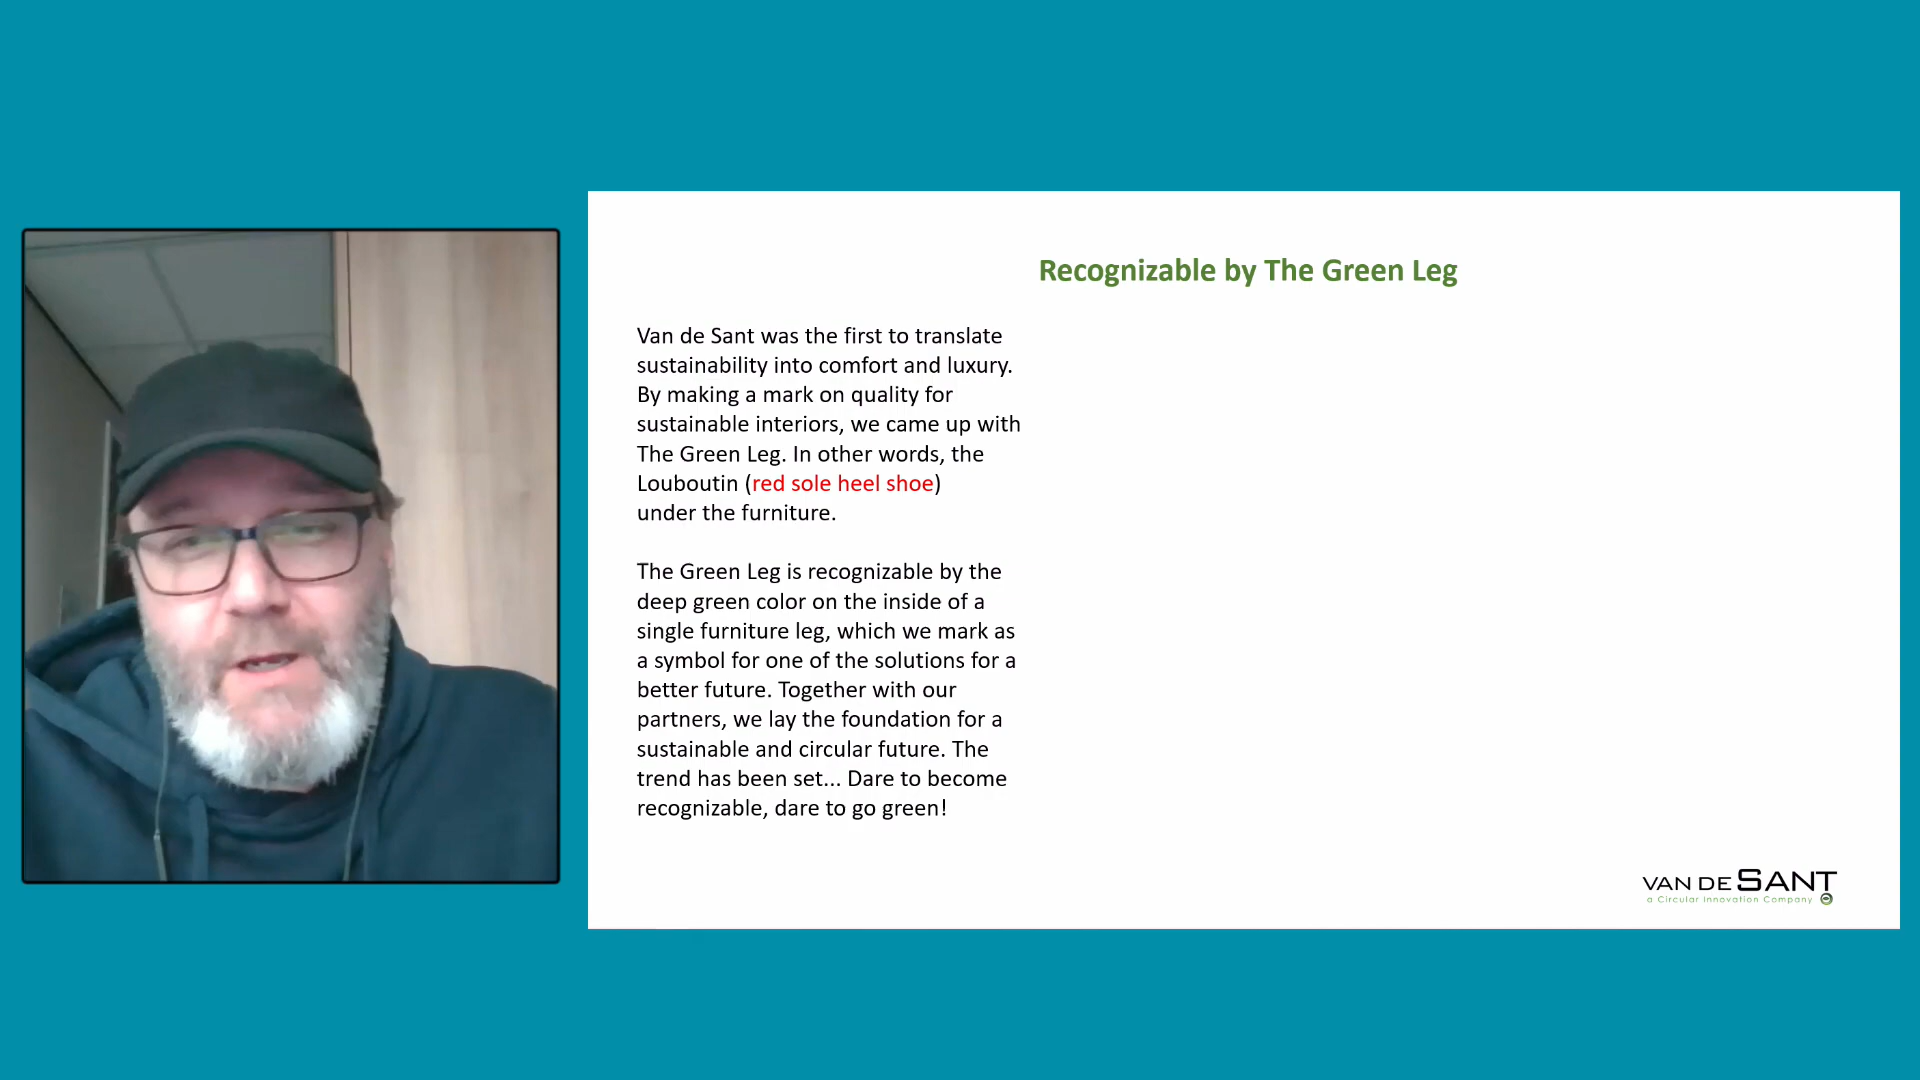 Recognizable by The Green Leg
Van de Sant was the first to translate
sustainability into comfort and luxury.
By making a mark on quality for
sustainable interiors, we came up with
The Green Leg. In other words, the
Louboutin (red sole heel shoe)
under the furniture.
The Green Leg is recognizable by the
deep green color on the inside of a
single furniture leg, which we mark as
a symbol for one of the solutions for a
better future. Together with our
partners, we lay the foundation for a
sustainable and circular future. The
trend has been set... Dare to become
recognizable, dare to go green!
VAN DE SANT
a Circular Innovation Company